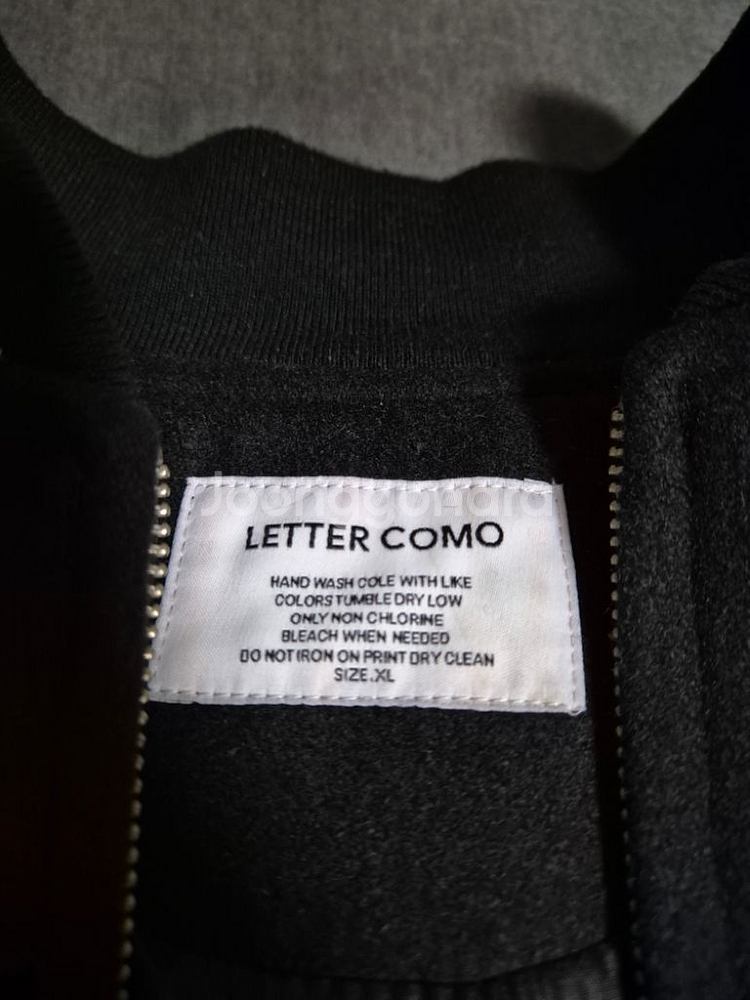 Joonggonara
LETTER COMO
HAND WASH COLE WITH LIKE
COLORS TUMBLE DRY LOW
ONLY NON CHLORINE
BLEACH WHEN NEEDED
DO NOT IRON ON PRINT DRY CLEAN
SIZE.XL